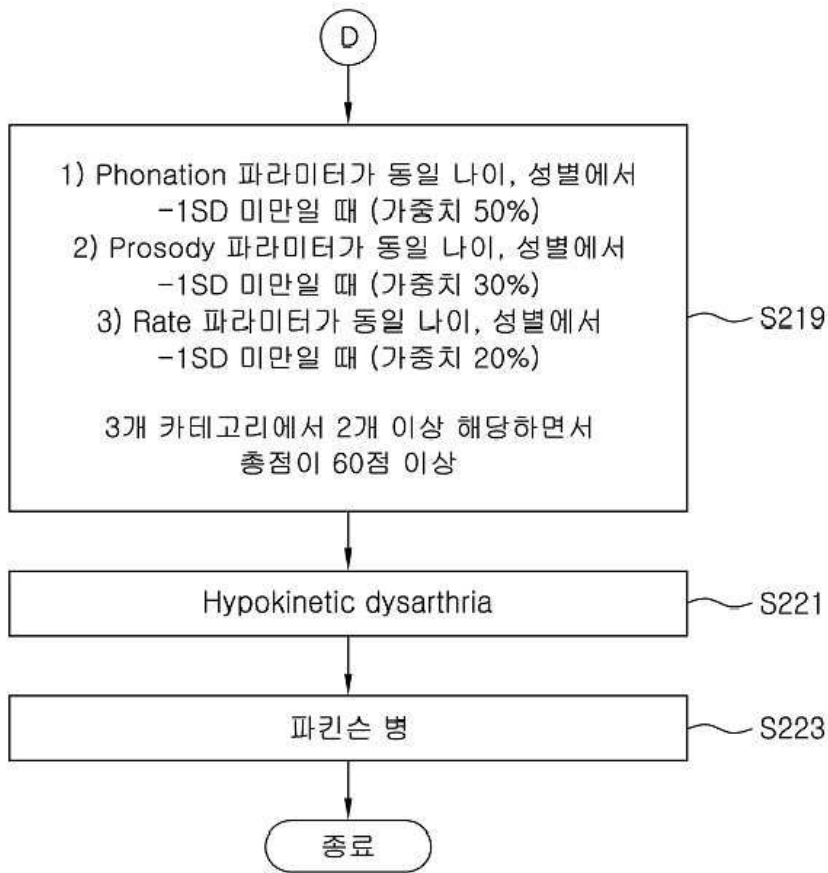 D
1) Phonation 파라미터가 동일 나이, 성별에서
-1SD 미만일 때 (가중치 50%)
2) Prosody 파라미터가 동일 나이, 성별에서
-1SD 미만일 때 (가중치 30%)
3) Rate 파라미터가 동일 나이, 성별에서
-1SD 미만일 때 (가중치 20%)
3개 카테고리에서 2개 이상 해당하면서
총점이 60점 이상
S219
Hypokinetic dysarthria
S221
파킨슨 병
S223
종료